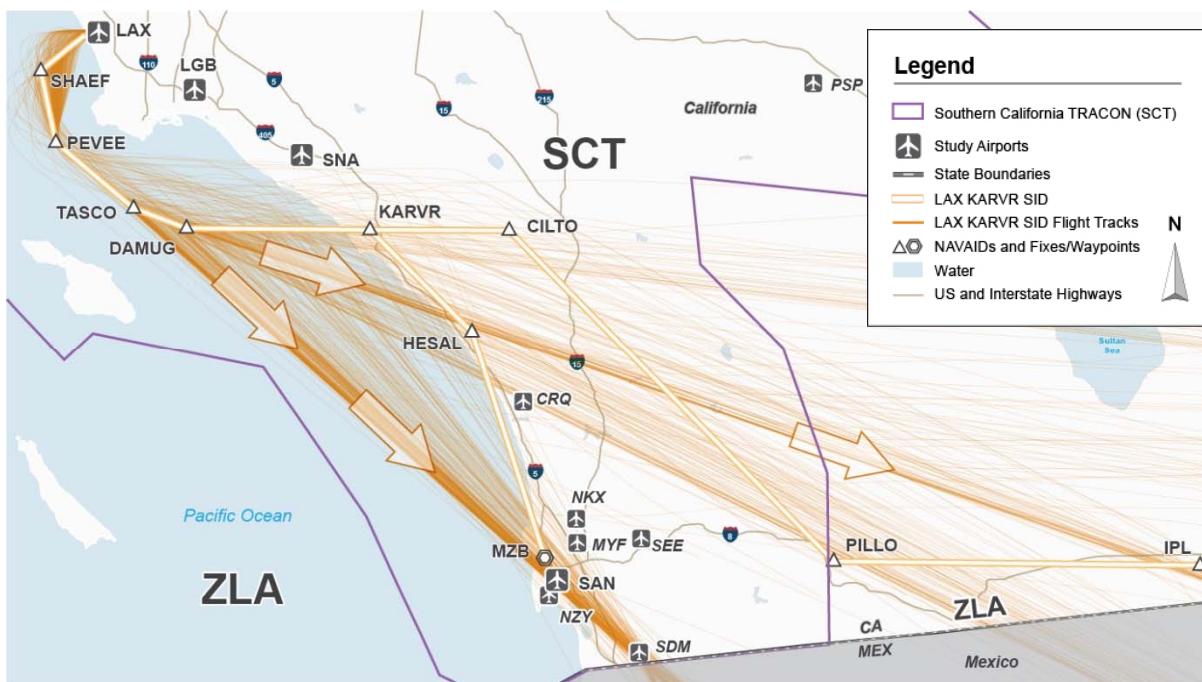 LAX
SHAEF
PEVEE
TASCO
DAMUG
110
LGB
5
405
SNA
15
215
California
PSP
SCT
KARVR
CILTO
HESAL
15
CRQ
5
NKX
MYF
SEE
8
MZB
SAN
NZY
SDM
PILLO
IPL
ZLA
CA
MEX
Mexico
Pacific Ocean
ZLA
Sultan
Sea
Legend
Southern California TRACON (SCT)
Study Airports
State Boundaries
LAX KARVR SID
LAX KARVR SID Flight Tracks
NAVAIDs and Fixes/Waypoints
Water
US and Interstate Highways
N